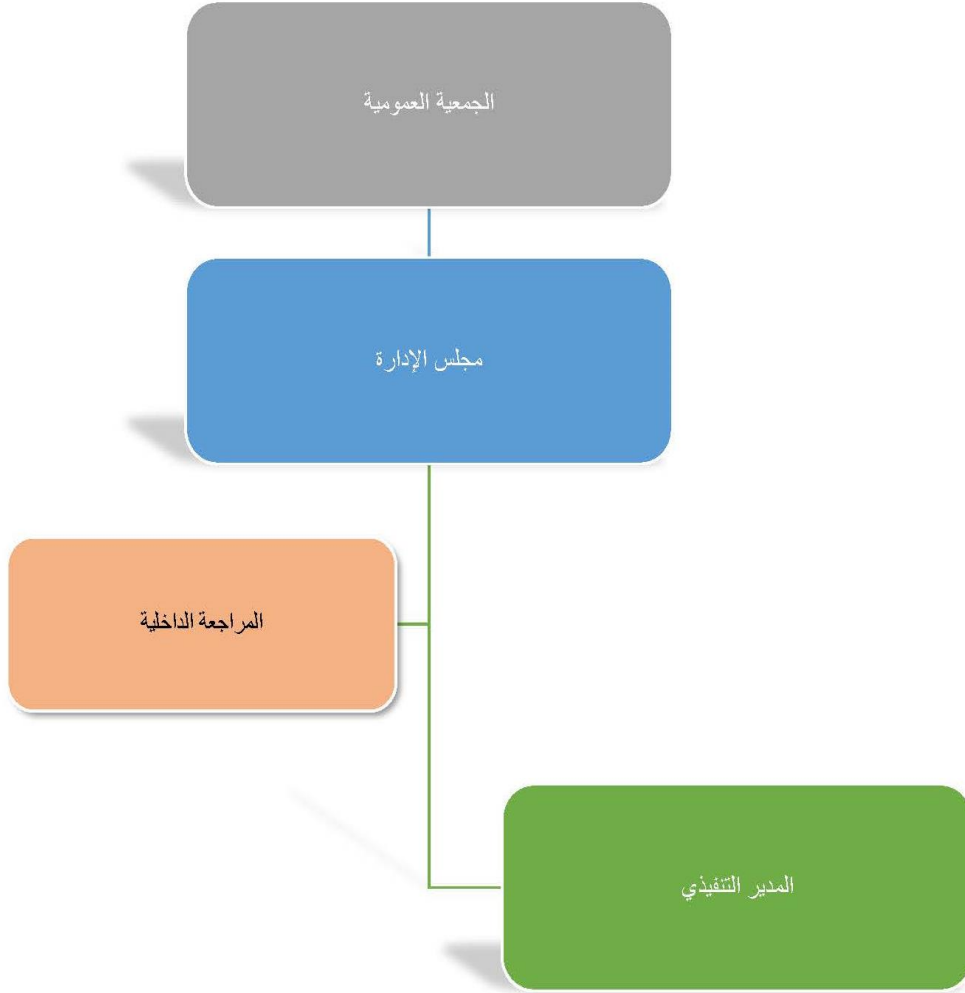 الجمعية العمومية
مجلس الإدارة
المراجعة الداخلية
المدير التنفيذي